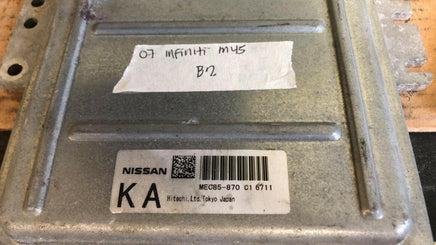 07 infiniti m45
B2
NISSAN
MEC85-870 C1 6711
KA
Hitachi,Ltd.Tokyo Japan